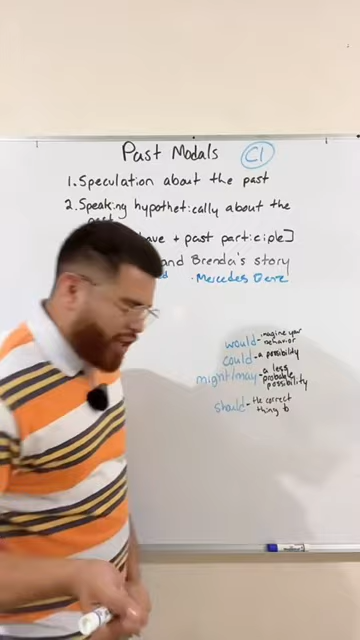 Past Modals C1
1. Speculation about the past
2. Speaking hypothetically about the
have + past participle]
and Brenda's story
· Mercedes Benz
would - imagine your behavior
could - a possibility
might/may - a less probable possibility
should - the correct thing to